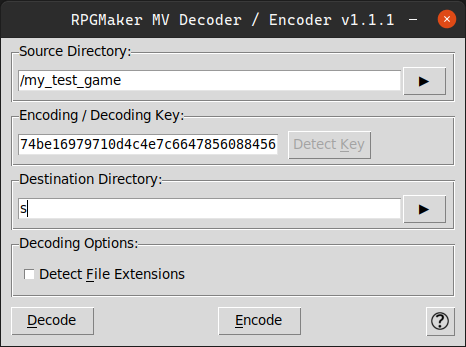 RPGMaker MV Decoder / Encoder v1.1.1
Source Directory:
/my_test_game
Encoding / Decoding Key:
74be16979710d4c4e7c6647856088456
Detect Key
Destination Directory:
s
Decoding Options:
Detect File Extensions
Decode Encode ?